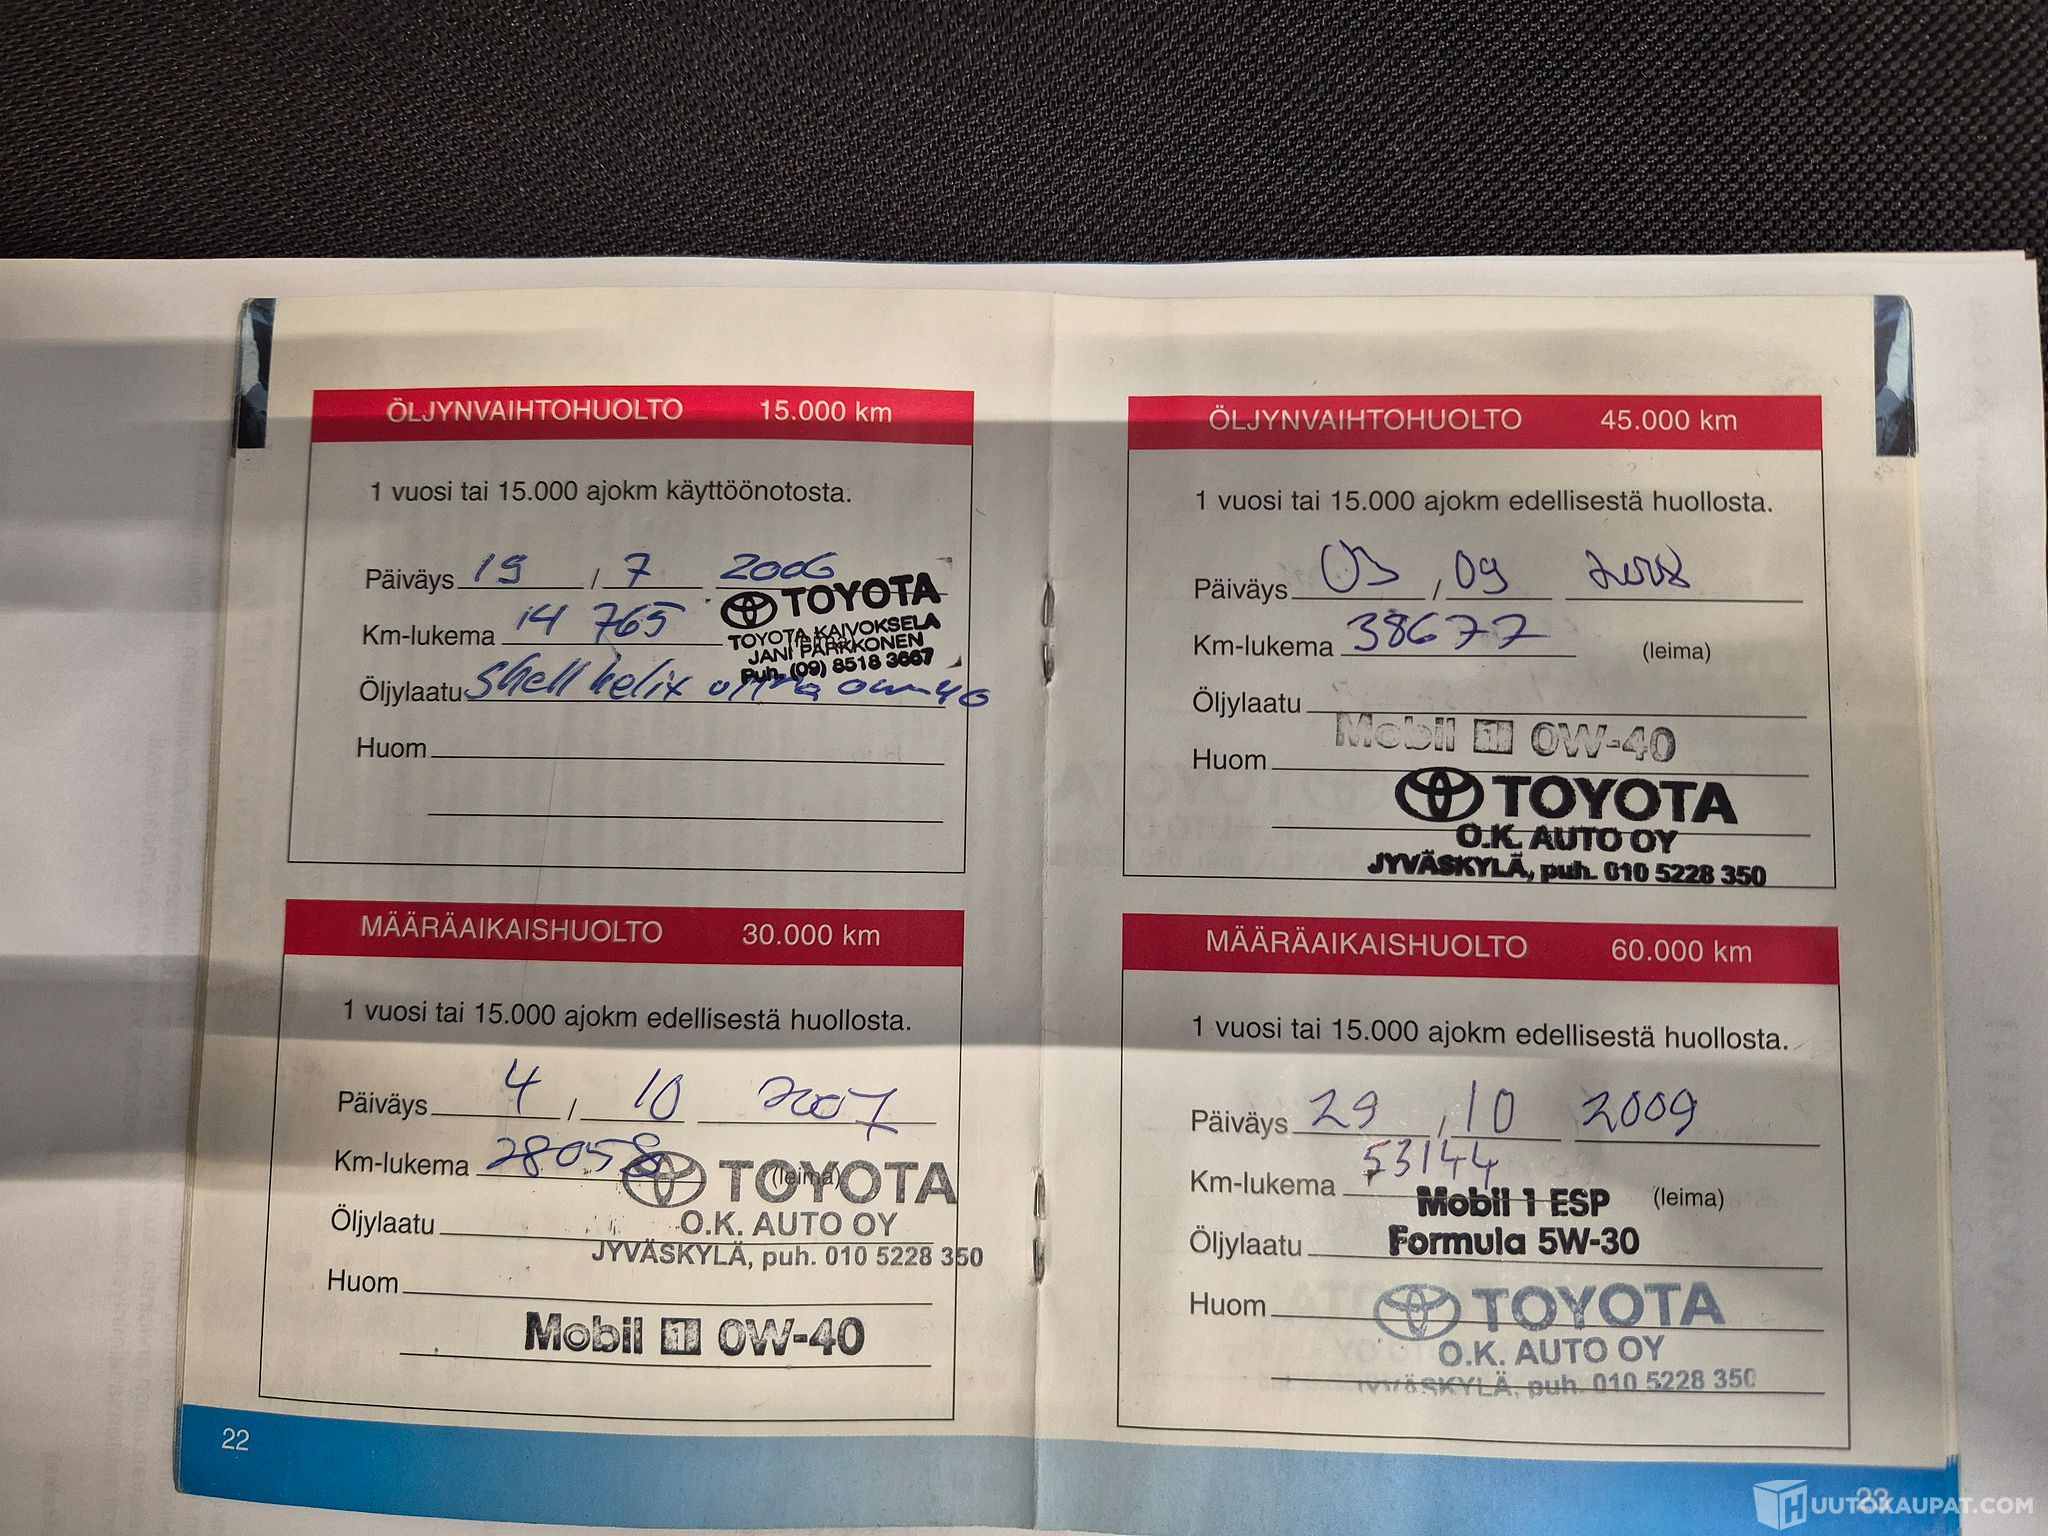 ÖLJYNVAIHTOHUOLTO 15.000 km
1 vuosi tai 15.000 ajokm käyttöönotosta.
Päiväys 19 / 7 2006
Km-lukema 14 765
TOYOTA
TOYOTA KAIVOKSELA
JANI PARKKONEN
Puh. (09) 8518 3667
Öljylaatu shell helix ultra 0w-40
Huom
MÄÄRÄAIKAISHUOLTO 30.000 km
1 vuosi tai 15.000 ajokm edellisestä huollosta.
Päiväys 4 / 10 2007
Km-lukema 28058 (leima)
TOYOTA
Öljylaatu
O.K. AUTO OY
JYVÄSKYLÄ, puh. 010 5228 350
Huom
Mobil 1 0W-40
22
ÖLJYNVAIHTOHUOLTO 45.000 km
1 vuosi tai 15.000 ajokm edellisestä huollosta.
Päiväys 03 / 09 2008
Km-lukema 38677 (leima)
Öljylaatu
Mobil 1 0W-40
Huom
TOYOTA
O.K. AUTO OY
JYVÄSKYLÄ, puh. 010 5228 350
MÄÄRÄAIKAISHUOLTO 60.000 km
1 vuosi tai 15.000 ajokm edellisestä huollosta.
Päiväys 29 / 10 2009
Km-lukema 53144 (leima)
Mobil 1 ESP
Öljylaatu Formula 5W-30
Huom
TOYOTA
O.K. AUTO OY
JYVÄSKYLÄ, puh. 010 5228 350
23
HUUTOKAUPAT.COM